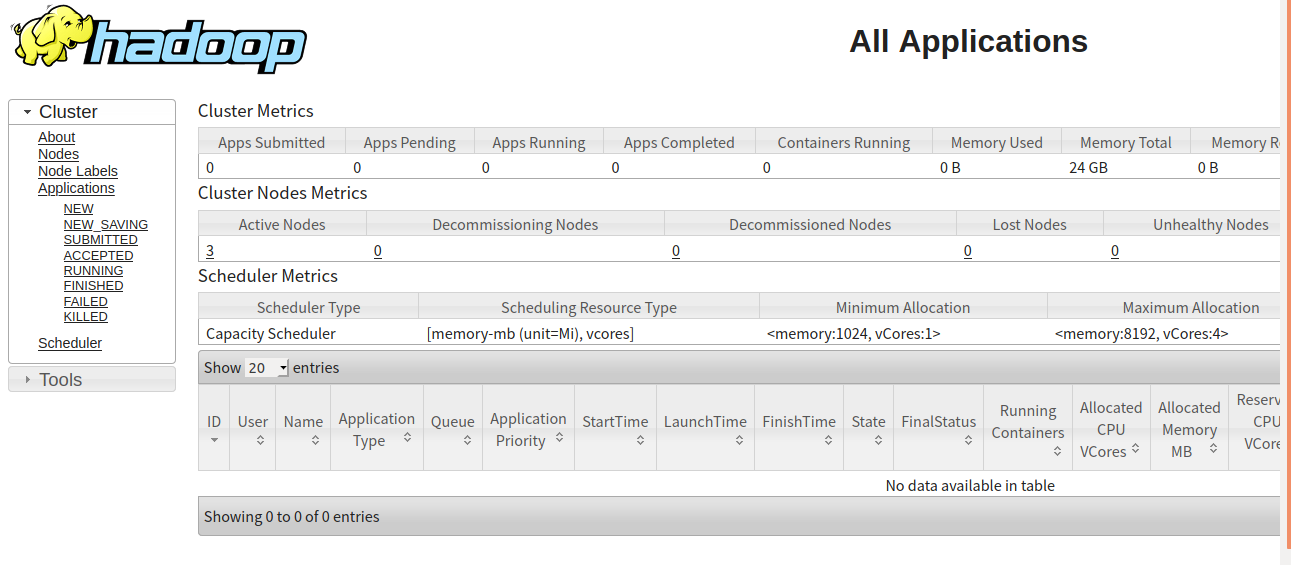 hadoop
All Applications
Cluster
About
Nodes
Node Labels
Applications
NEW
NEW_SAVING
SUBMITTED
ACCEPTED
RUNNING
FINISHED
FAILED
KILLED
Scheduler
Tools
Cluster Metrics
Apps Submitted Apps Pending Apps Running Apps Completed Containers Running Memory Used Memory Total Memory
0 0 0 0 0 0 B 24 GB 0 B
Cluster Nodes Metrics
Active Nodes Decommissioning Nodes Decommissioned Nodes Lost Nodes Unhealthy Nodes
3 0 0 0 0
Scheduler Metrics
Scheduler Type Scheduling Resource Type Minimum Allocation Maximum Allocation
Capacity Scheduler [memory-mb (unit=Mi), vcores] <memory:1024, vCores:1> <memory:8192, vCores:4>
Show 20 entries
ID User Name Application Type Queue Application Priority StartTime LaunchTime FinishTime State FinalStatus Running Containers Allocated CPU VCores Allocated Memory MB
No data available in table
Showing 0 to 0 of 0 entries